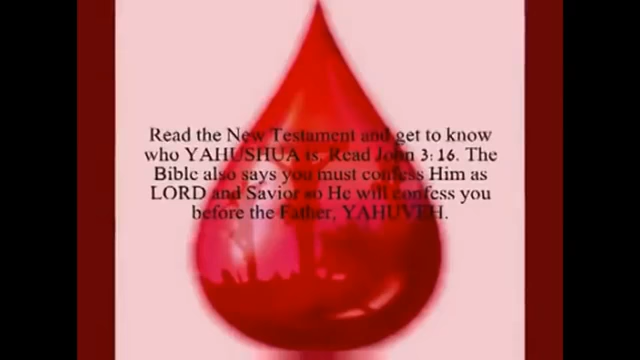 Read the New Testament and get to know
who YAHUSHUA is. Read John 3:16. The
Bible also says you must confess Him as
LORD and Savior so He will confess you
before the Father, YAHUVEH.